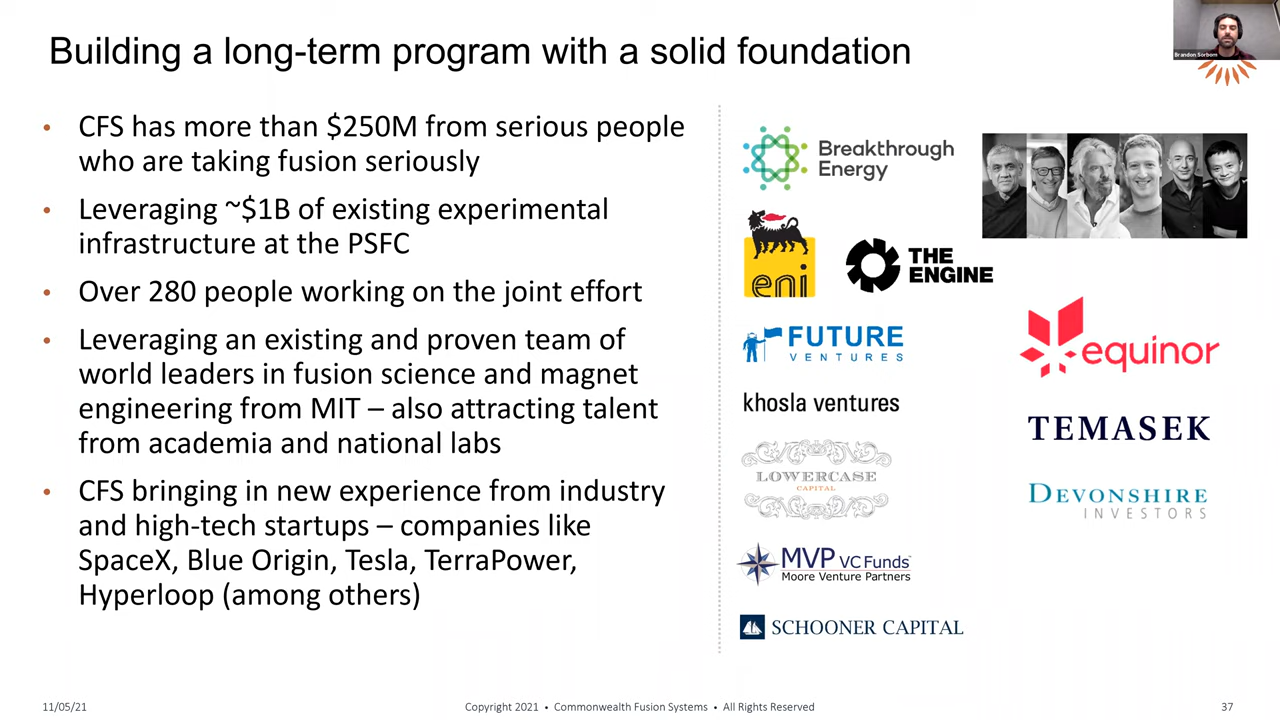 Building a long-term program with a solid foundation
Brandon Sorbom
• CFS has more than $250M from serious people
who are taking fusion seriously
• Leveraging ~$1B of existing experimental
infrastructure at the PSFC
• Over 280 people working on the joint effort
• Leveraging an existing and proven team of
world leaders in fusion science and magnet
engineering from MIT – also attracting talent
from academia and national labs
• CFS bringing in new experience from industry
and high-tech startups – companies like
SpaceX, Blue Origin, Tesla, TerraPower,
Hyperloop (among others)
Breakthrough
Energy
eni
THE
ENGINE
FUTURE
VENTURES
equinor
khosla ventures
TEMASEK
LOWERCASE
CAPITAL
DEVONSHIRE
INVESTORS
MVP VC Funds™
Moore Venture Partners
SCHOONER CAPITAL
11/05/21
Copyright 2021 • Commonwealth Fusion Systems • All Rights Reserved
37